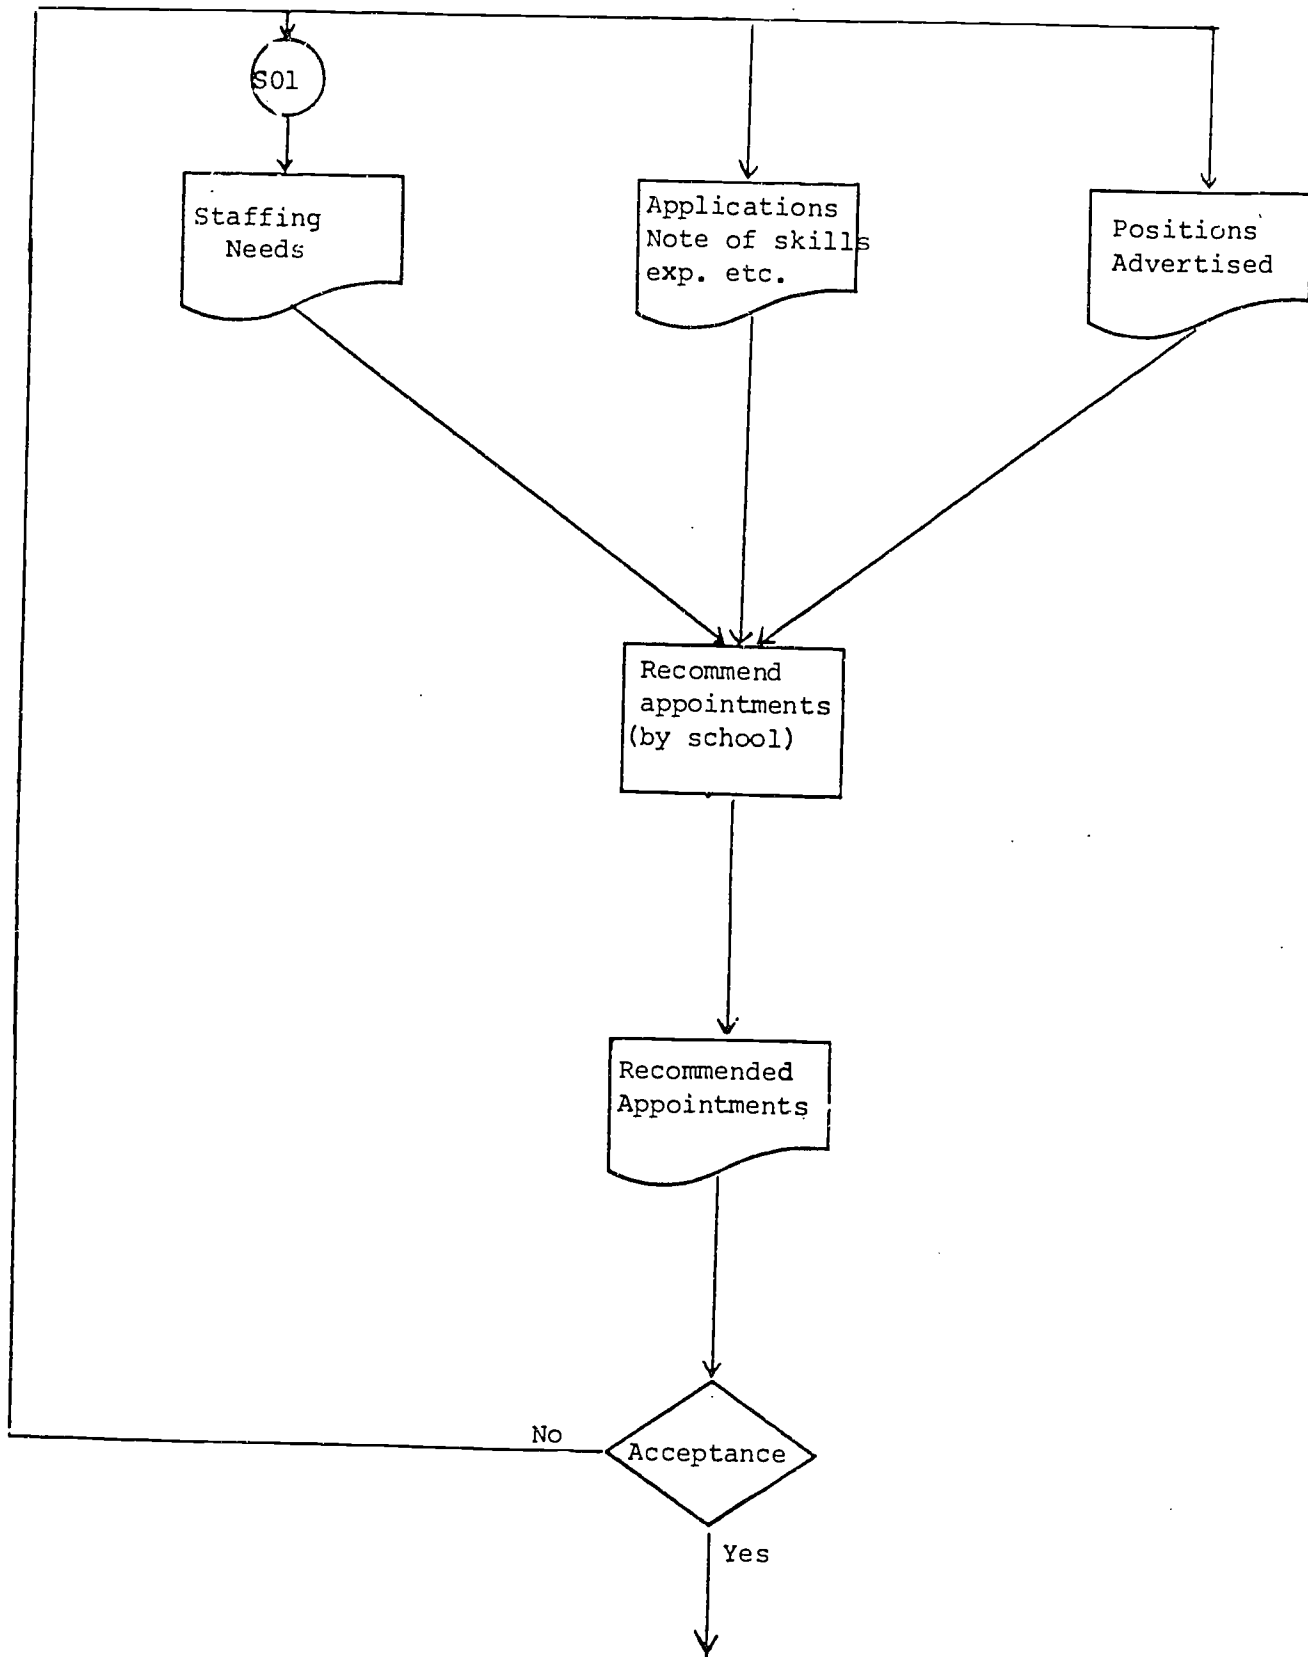 S01
Staffing
Needs
Applications
Note of skills
exp. etc.
Positions
Advertised
Recommend
appointments
(by school)
Recommended
Appointments
No
Acceptance
Yes